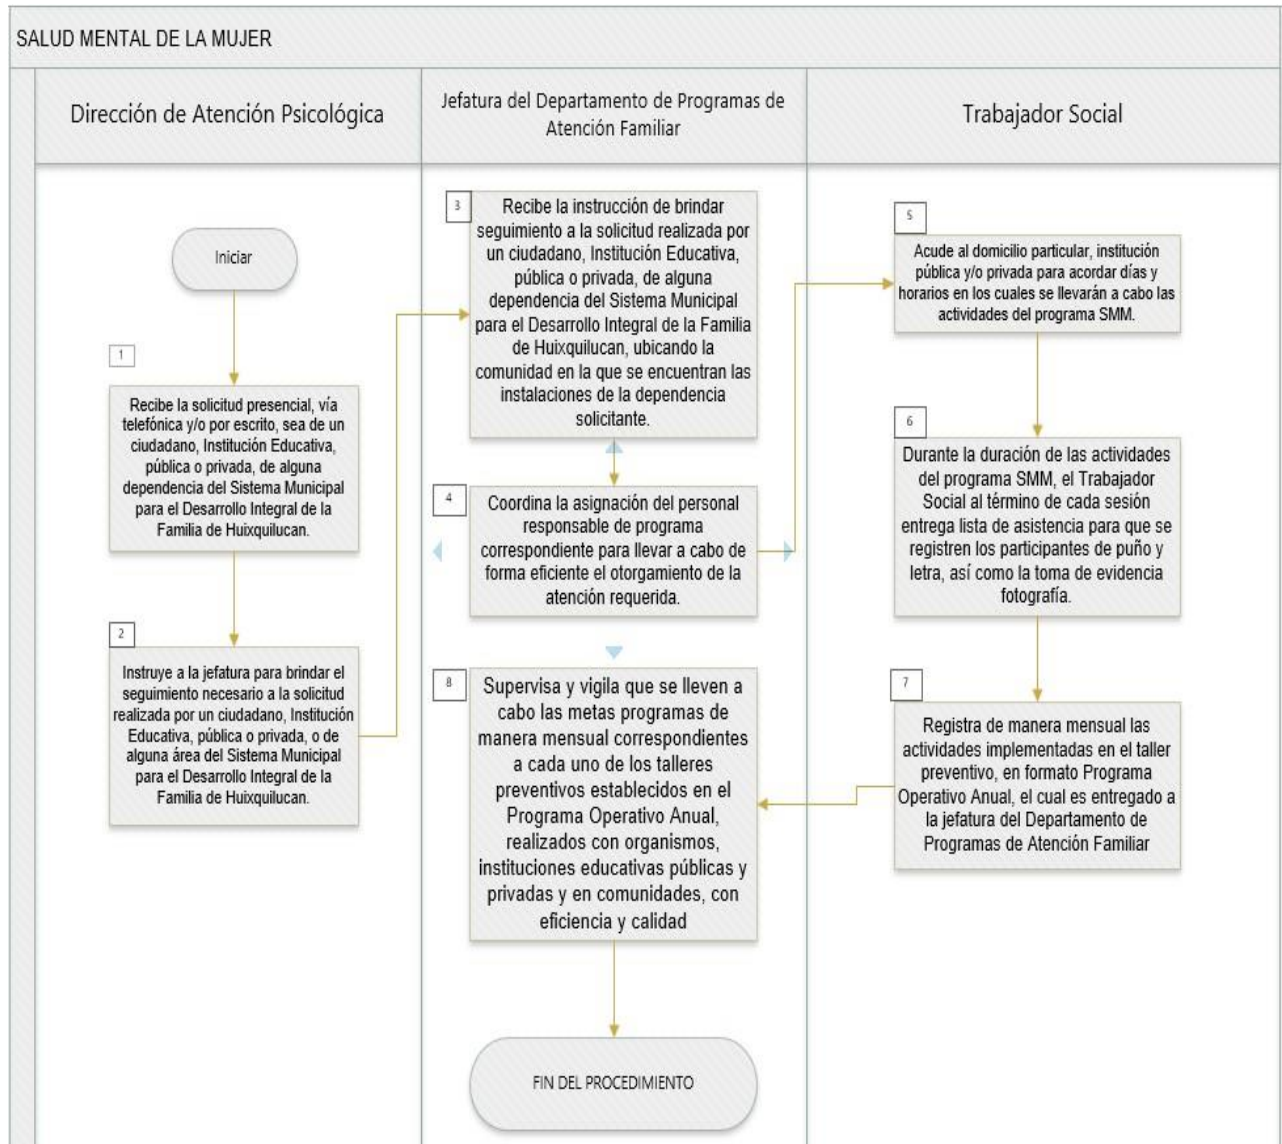 SALUD MENTAL DE LA MUJER
Dirección de Atención Psicológica
Jefatura del Departamento de Programas de
Atención Familiar
Trabajador Social
Iniciar
1
Recibe la solicitud presencial, vía
telefónica y/o por escrito, sea de un
ciudadano, Institución Educativa,
pública o privada, de alguna
dependencia del Sistema Municipal
para el Desarrollo Integral de la
Familia de Huixquilucan.
2
Instruye a la jefatura para brindar el
seguimiento necesario a la solicitud
realizada por un ciudadano, Institución
Educativa, pública o privada, o de
alguna área del Sistema Municipal
para el Desarrollo Integral de la
Familia de Huixquilucan.
3
Recibe la instrucción de brindar
seguimiento a la solicitud realizada por
un ciudadano, Institución Educativa,
pública o privada, de alguna
dependencia del Sistema Municipal
para el Desarrollo Integral de la Familia
de Huixquilucan, ubicando la
comunidad en la que se encuentran las
instalaciones de la dependencia
solicitante.
4
Coordina la asignación del personal
responsable de programa
correspondiente para llevar a cabo de
forma eficiente el otorgamiento de la
atención requerida.
5
Acude al domicilio particular, institución
pública y/o privada para acordar días y
horarios en los cuales se llevarán a cabo las
actividades del programa SMM.
6
Durante la duración de las actividades
del programa SMM, el Trabajador
Social al término de cada sesión
entrega lista de asistencia para que se
registren los participantes de puño y
letra, así como la toma de evidencia
fotografía.
7
Registra de manera mensual las
actividades implementadas en el taller
preventivo, en formato Programa
Operativo Anual, el cual es entregado a
la jefatura del Departamento de
Programas de Atención Familiar
8
Supervisa y vigila que se lleven a
cabo las metas programas de
manera mensual correspondientes
a cada uno de los talleres
preventivos establecidos en el
Programa Operativo Anual,
realizados con organismos,
instituciones educativas públicas y
privadas y en comunidades, con
eficiencia y calidad
FIN DEL PROCEDIMIENTO